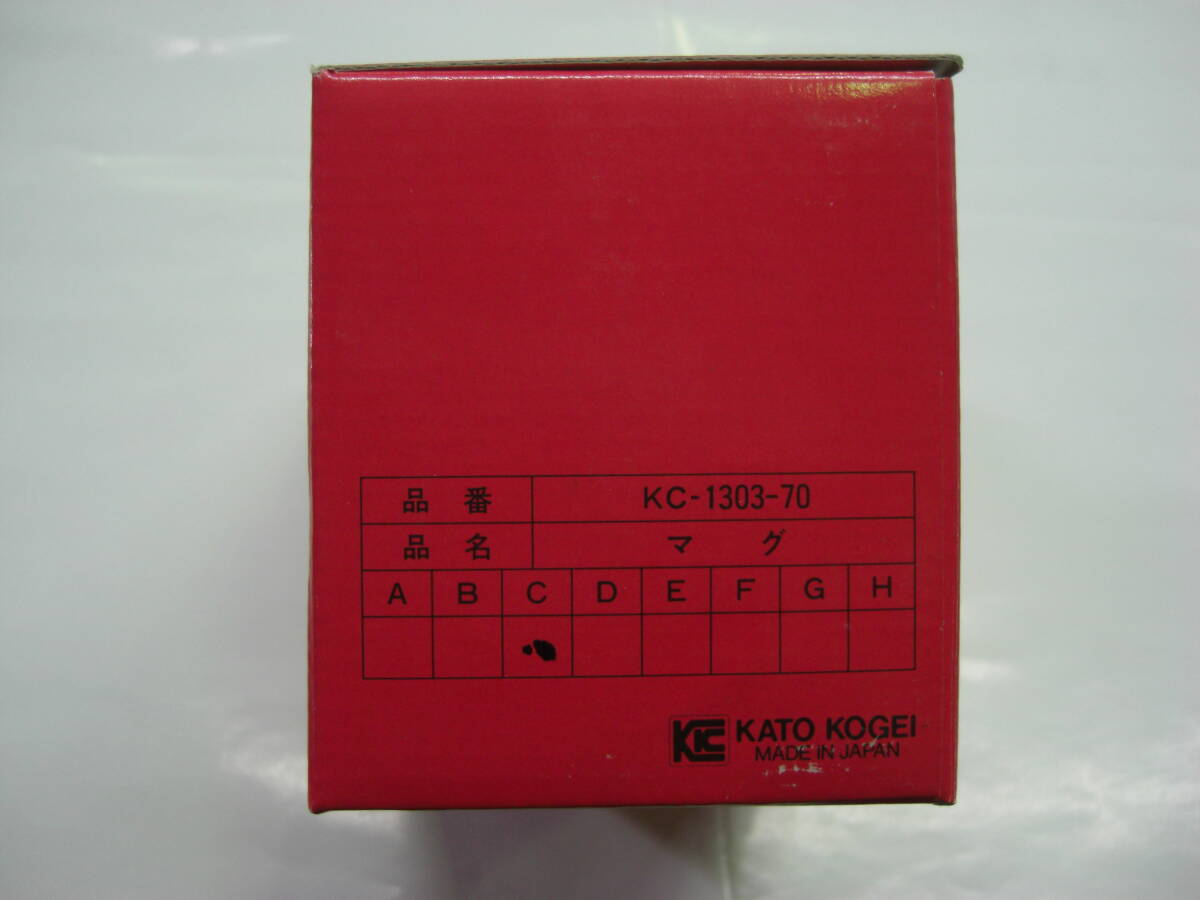 品番 KC-1303-70
品名 マグ
A B C D E F G H
KC KATO KOGEI
MADE IN JAPAN